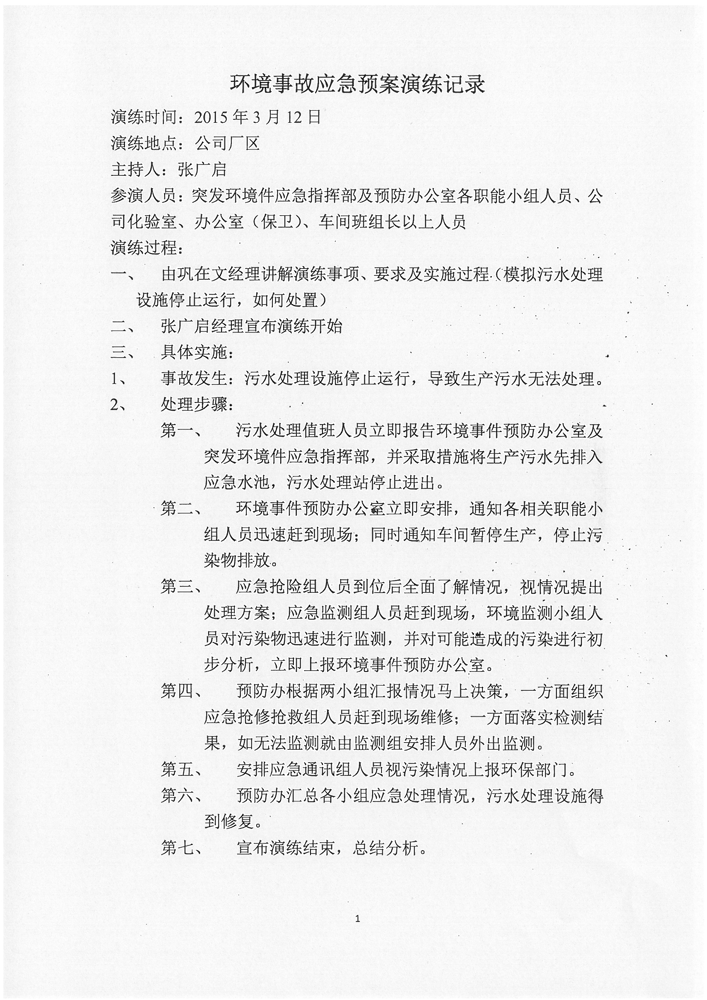 环境事故应急预案演练记录
演练时间：2015 年 3 月 12 日
演练地点：公司厂区
主持人：张广启
参演人员：突发环境件应急指挥部及预防办公室各职能小组人员、公
司化验室、办公室（保卫）、车间班组长以上人员
演练过程：
一、 由巩在文经理讲解演练事项、要求及实施过程（模拟污水处理
设施停止运行，如何处置）
二、 张广启经理宣布演练开始
三、 具体实施：
1、 事故发生：污水处理设施停止运行，导致生产污水无法处理。
2、 处理步骤：
第一、 污水处理值班人员立即报告环境事件预防办公室及
突发环境件应急指挥部，并采取措施将生产污水先排入
应急水池，污水处理站停止进出。
第二、 环境事件预防办公室立即安排，通知各相关职能小
组人员迅速赶到现场；同时通知车间暂停生产，停止污
染物排放。
第三、 应急抢险组人员到位后全面了解情况，视情况提出
处理方案；应急监测组人员赶到现场，环境监测小组人
员对污染物迅速进行监测，并对可能造成的污染进行初
步分析，立即上报环境事件预防办公室。
第四、 预防办根据两小组汇报情况马上决策，一方面组织
应急抢修抢救组人员赶到现场维修；一方面落实检测结
果，如无法监测就由监测组安排人员外出监测。
第五、 安排应急通讯组人员视污染情况上报环保部门。
第六、 预防办汇总各小组应急处理情况，污水处理设施得
到修复。
第七、 宣布演练结束，总结分析。
1